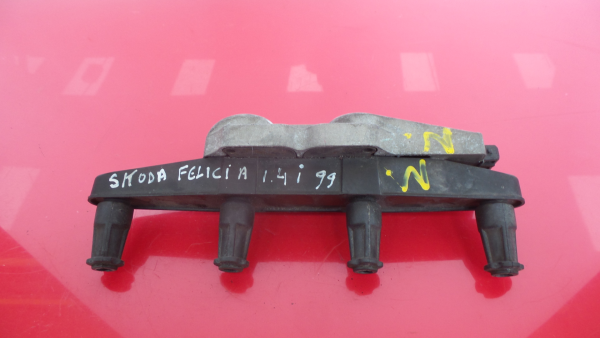 N
SKODA FELICIA 1.4i 99 N